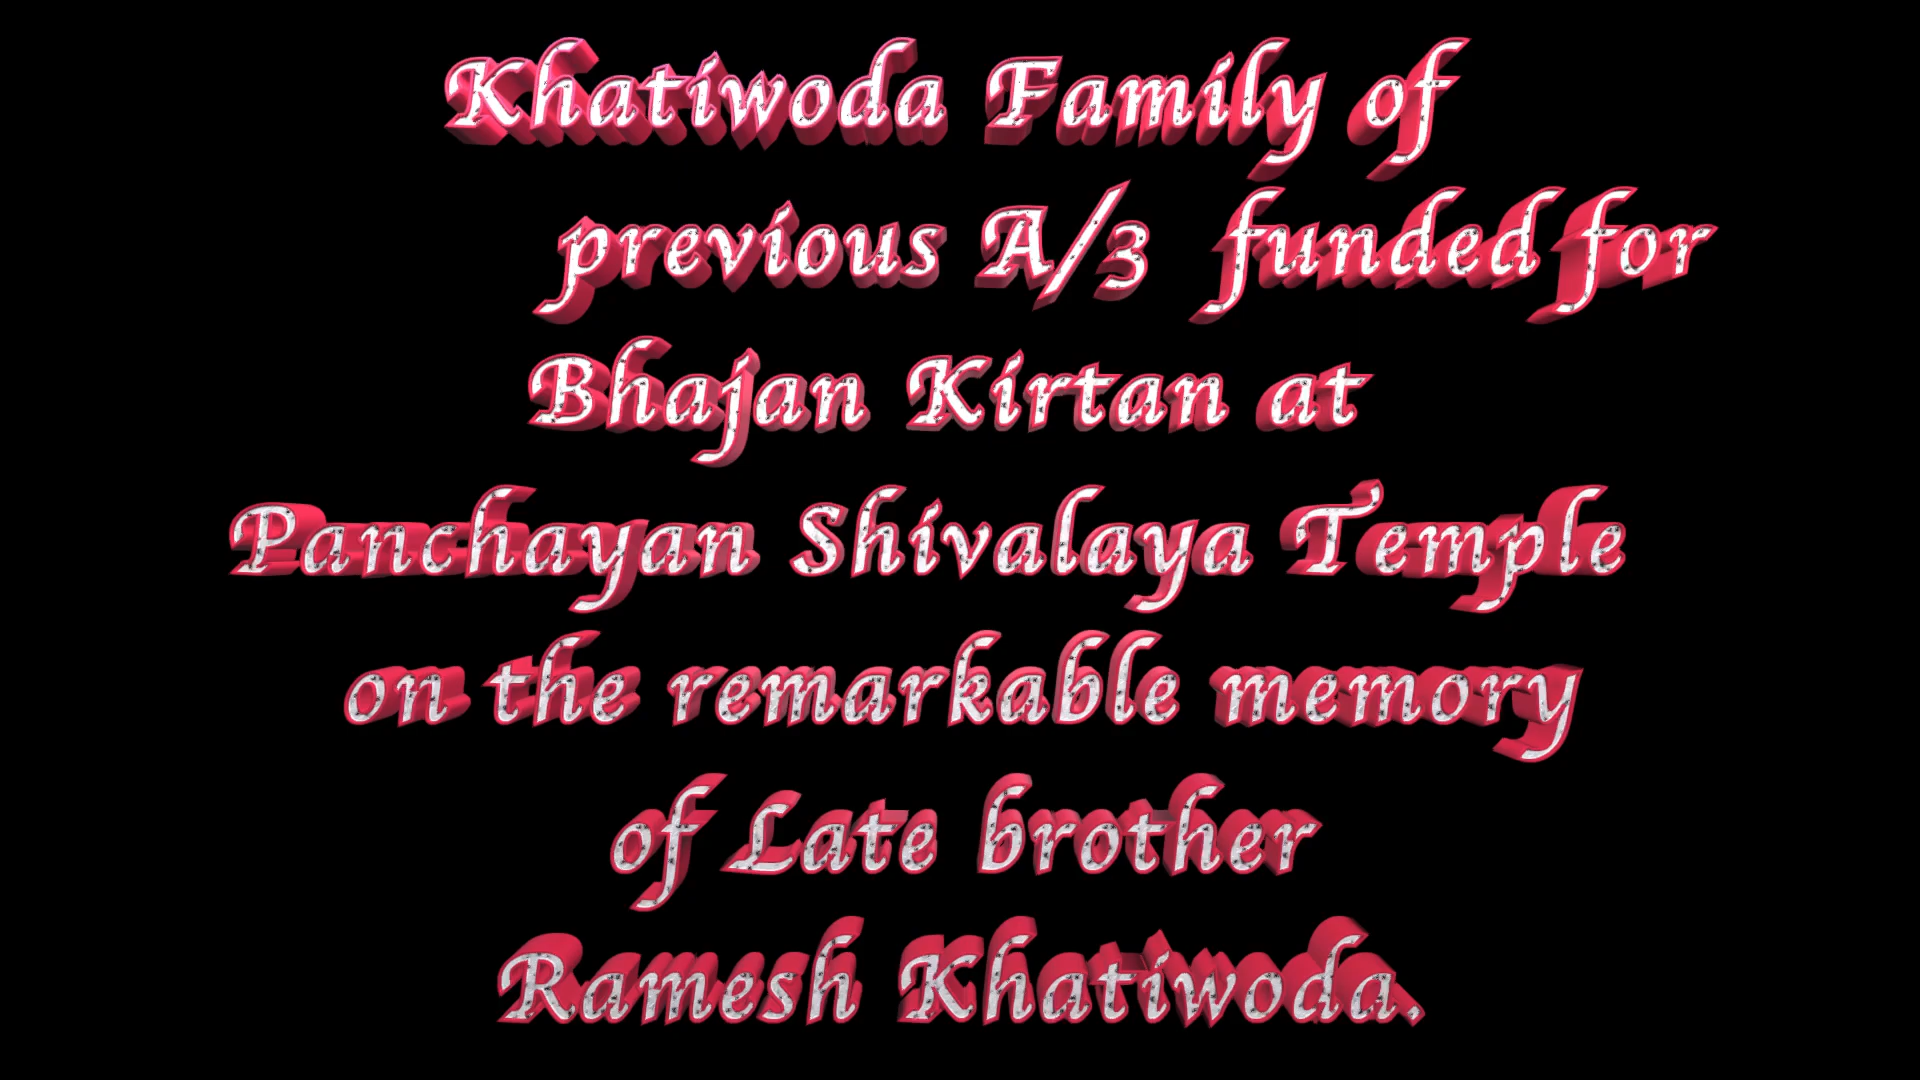 Khatiwoda Family of
previous A/3 funded for
Bhajan Kirtan at
Panchayan Shivalaya Temple
on the remarkable memory
of Late brother
Ramesh Khatiwoda.